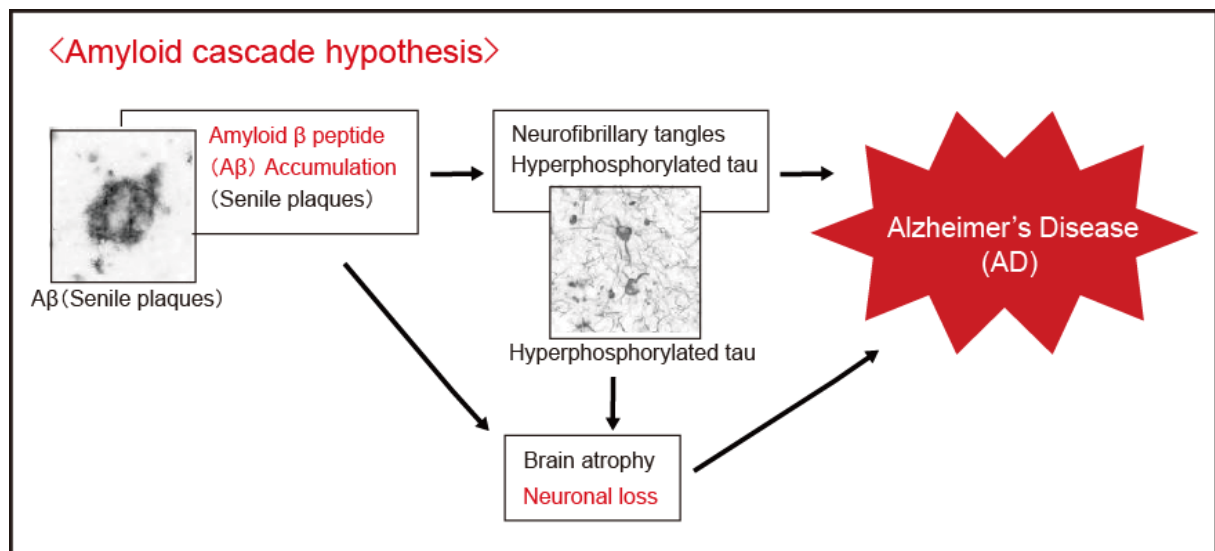 〈Amyloid cascade hypothesis〉
Amyloid β peptide
（Aβ）Accumulation
（Senile plaques）
Aβ（Senile plaques）
Neurofibrillary tangles
Hyperphosphorylated tau
Hyperphosphorylated tau
Brain atrophy
Neuronal loss
Alzheimer’s Disease
(AD)